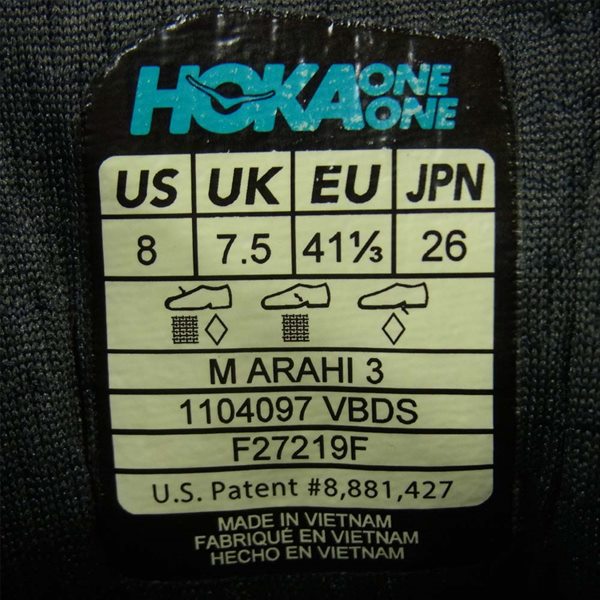 HOKA ONE ONE
US UK EU JPN
8 7.5 41⅓ 26
M ARAHI 3
1104097 VBDS
F27219F
U.S. Patent #8,881,427
MADE IN VIETNAM
FABRIQUÉ EN VIETNAM
HECHO EN VIETNAM